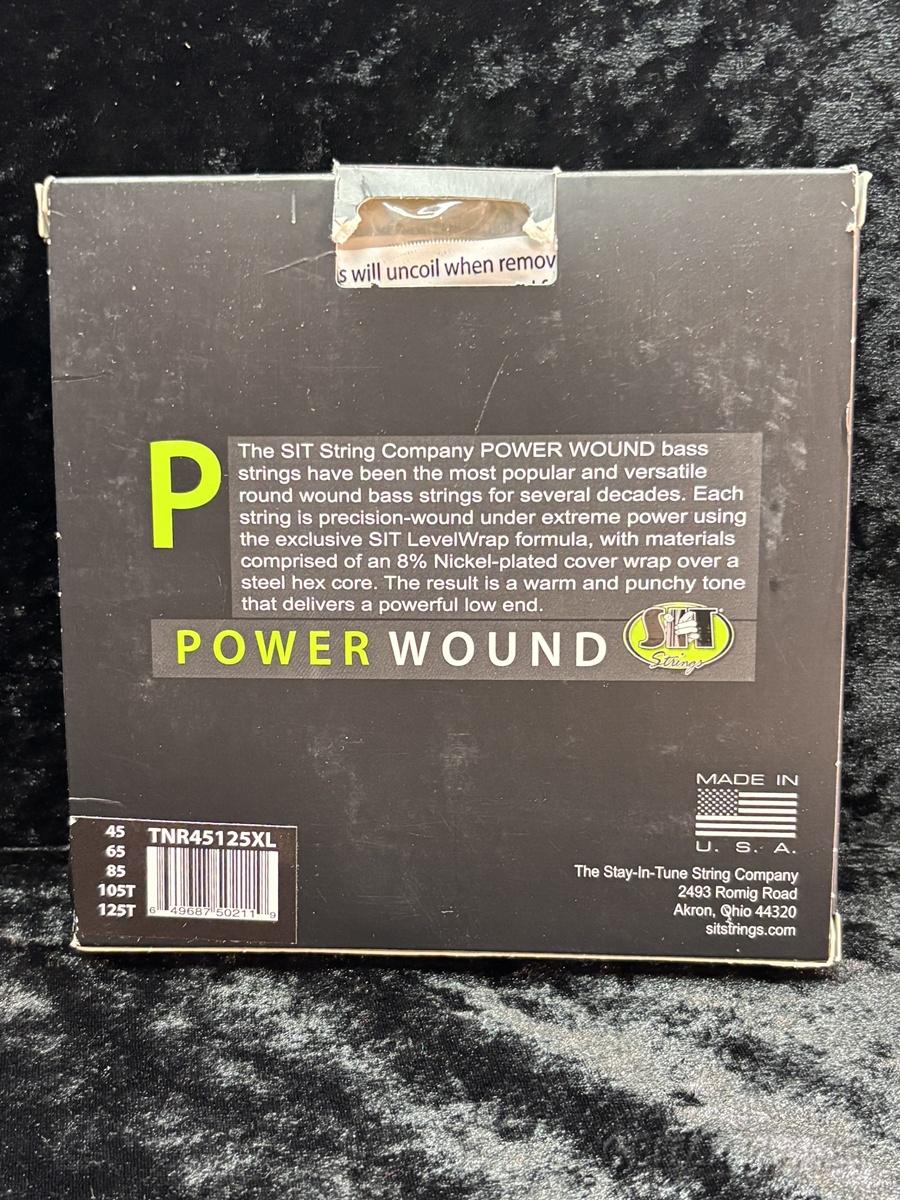 s will uncoil when remov
P
The SIT String Company POWER WOUND bass
strings have been the most popular and versatile
round wound bass strings for several decades. Each
string is precision-wound under extreme power using
the exclusive SIT LevelWrap formula, with materials
comprised of an 8% Nickel-plated cover wrap over a
steel hex core. The result is a warm and punchy tone
that delivers a powerful low end.
POWER WOUND
SIT
Strings
MADE IN
U. S. A.
45
65
85
105T
125T
TNR45125XL
6 49687 50211 9
The Stay-In-Tune String Company
2493 Romig Road
Akron, Ohio 44320
sitstrings.com